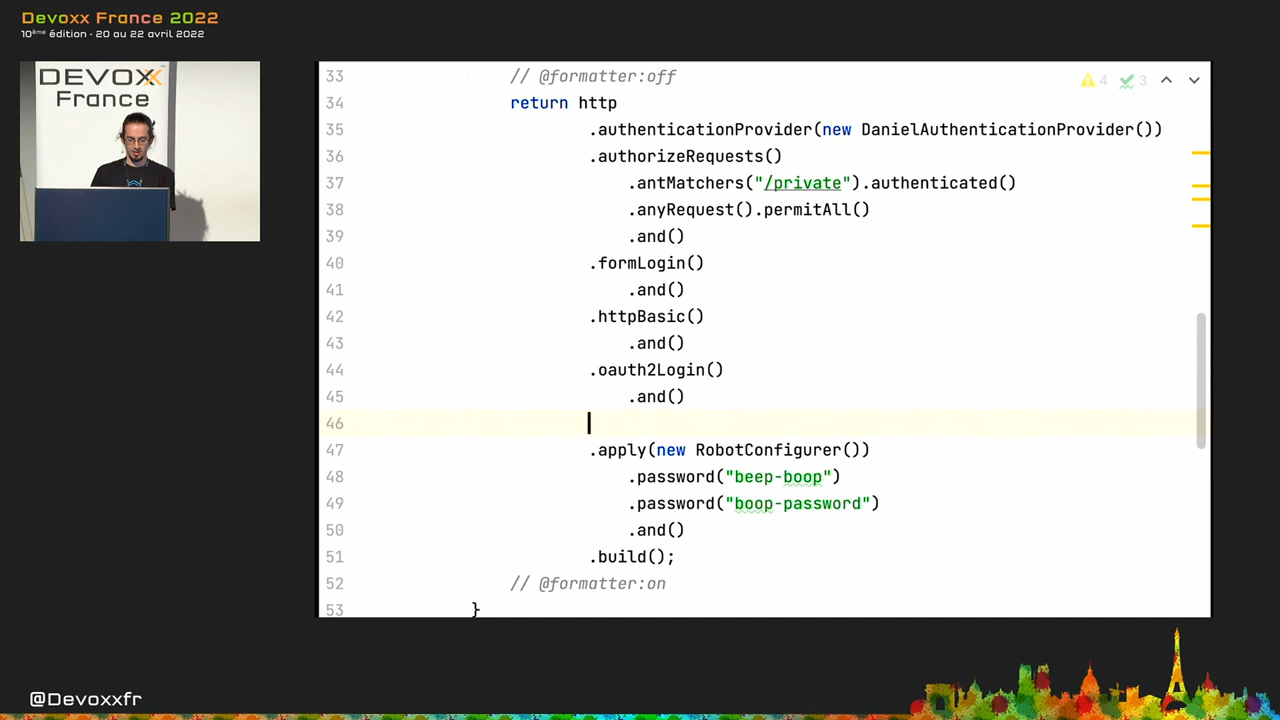 Devoxx France 2022
10ème édition - 20 au 22 avril 2022
DEVOXX
France
33 // @formatter:off
4 3
34 return http
35 .authenticationProvider(new DanielAuthenticationProvider())
36 .authorizeRequests()
37 .antMatchers("/private").authenticated()
38 .anyRequest().permitAll()
39 .and()
40 .formLogin()
41 .and()
42 .httpBasic()
43 .and()
44 .oauth2Login()
45 .and()
46
47 .apply(new RobotConfigurer())
48 .password("beep-boop")
49 .password("boop-password")
50 .and()
51 .build();
52 // @formatter:on
53 }
@Devoxxfr